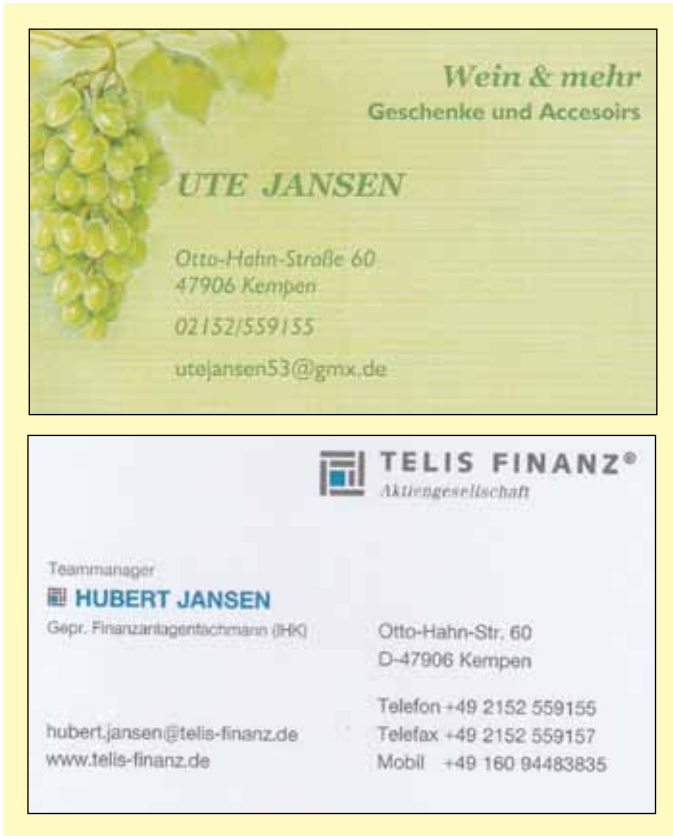 Wein & mehr
Geschenke und Accesoirs
UTE JANSEN
Otto-Hahn-Straße 60
47906 Kempen
02152/559155
utejansen53@gmx.de
TELIS FINANZ®
Aktiengesellschaft
Teammanager
HUBERT JANSEN
Gepr. Finanzanlagenfachmann (IHK)
Otto-Hahn-Str. 60
D-47906 Kempen
Telefon +49 2152 559155
hubert.jansen@telis-finanz.de
Telefax +49 2152 559157
www.telis-finanz.de
Mobil +49 160 94483835